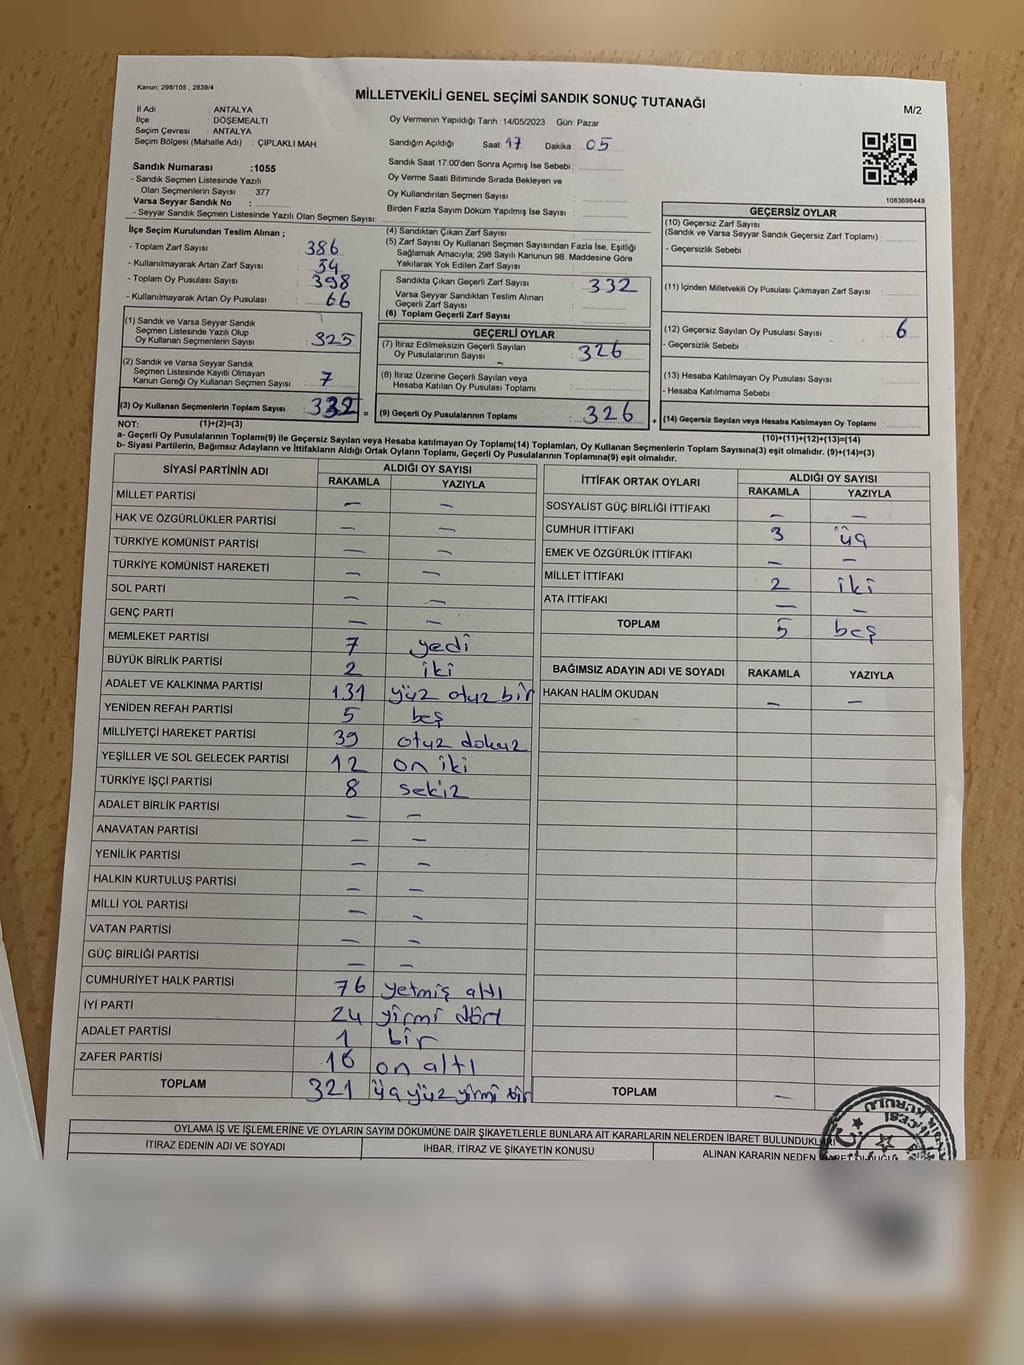 Kanun; 298/105 , 2839/4
MİLLETVEKİLİ GENEL SEÇİMİ SANDIK SONUÇ TUTANAĞI
M/2
İl Adı : ANTALYA
İlçe : DÖŞEMEALTI
Seçim Çevresi : ANTALYA
Seçim Bölgesi (Mahalle Adı) : ÇIPLAKLI MAH.
Sandık Numarası :1055
- Sandık Seçmen Listesinde Yazılı
Olan Seçmenlerin Sayısı : 377
Varsa Seyyar Sandık No :
- Seyyar Sandık Seçmen Listesinde Yazılı Olan Seçmen Sayısı:
Oy Vermenin Yapıldığı Tarih :14/05/2023 Gün: Pazar
Sandığın Açıldığı Saat: 17 Dakika : 05
Sandık Saat 17:00'den Sonra Açımış İse Sebebi :
Oy Verme Saati Bitiminde Sırada Bekleyen ve
Oy Kullandırılan Seçmen Sayısı :
Birden Fazla Sayım Döküm Yapılmış İse Sayısı :
1083698449
İlçe Seçim Kurulundan Teslim Alınan ;
- Toplam Zarf Sayısı : 386
- Kullanılmayarak Artan Zarf Sayısı : 54
- Toplam Oy Pusulası Sayısı : 398
- Kullanılmayarak Artan Oy Pusulası : 66
(1) Sandık ve Varsa Seyyar Sandık
Seçmen Listesinde Yazılı Olup
Oy Kullanan Seçmenlerin Sayısı : 325
(2) Sandık ve Varsa Seyyar Sandık
Seçmen Listesinde Kayıtlı Olmayan
Kanun Gereği Oy Kullanan Seçmen Sayısı : 7
(3) Oy Kullanan Seçmenlerin Toplam Sayısı : 332 =
(1)+(2)=(3)
(4) Sandıktan Çıkan Zarf Sayısı :
(5) Zarf Sayısı Oy Kullanan Seçmen Sayısından Fazla İse, Eşitliği
Sağlamak Amacıyla, 298 Sayılı Kanunun 98. Maddesine Göre
Yakılarak Yok Edilen Zarf Sayısı :
Sandıkta Çıkan Geçerli Zarf Sayısı : 332
Varsa Seyyar Sandıktan Teslim Alınan
Geçerli Zarf Sayısı :
(6) Toplam Geçerli Zarf Sayısı :
GEÇERLİ OYLAR
(7) İtiraz Edilmeksizin Geçerli Sayılan
Oy Pusulalarının Sayısı : 326
(8) İtiraz Üzerine Geçerli Sayılan veya
Hesaba Katılan Oy Pusulası Toplamı :
(9) Geçerli Oy Pusulalarının Toplamı : 326 +
GEÇERSİZ OYLAR
(10) Geçersiz Zarf Sayısı
(Sandık ve Varsa Seyyar Sandık Geçersiz Zarf Toplamı) :
- Geçersizlik Sebebi :
(11) İçinden Milletvekili Oy Pusulası Çıkmayan Zarf Sayısı :
(12) Geçersiz Sayılan Oy Pusulası Sayısı : 6
- Geçersizlik Sebebi :
(13) Hesaba Katılmayan Oy Pusulası Sayısı :
- Hesaba Katılmama Sebebi :
(14) Geçersiz Sayılan veya Hesaba Katılmayan Oy Toplamı :
(10)+(11)+(12)+(13)=(14)
NOT:
a- Geçerli Oy Pusulalarının Toplamı(9) ile Geçersiz Sayılan veya Hesaba katılmayan Oy Toplamı(14) Toplamları, Oy Kullanan Seçmenlerin Toplam Sayısına(3) eşit olmalıdır. (9)+(14)=(3)
b- Siyasi Partilerin, Bağımsız Adayların ve İttifakların Aldığı Ortak Oyların Toplamı, Geçerli Oy Pusulalarının Toplamına(9) eşit olmalıdır.
SİYASİ PARTİNİN ADI ALDIĞI OY SAYISI
RAKAMLA YAZIYLA
MİLLET PARTİSİ — —
HAK VE ÖZGÜRLÜKLER PARTİSİ — —
TÜRKİYE KOMÜNİST PARTİSİ — —
TÜRKİYE KOMÜNİST HAREKETİ — —
SOL PARTİ — —
GENÇ PARTİ — —
MEMLEKET PARTİSİ 7 yedi
BÜYÜK BİRLİK PARTİSİ 2 iki
ADALET VE KALKINMA PARTİSİ 131 yüz otuz bir
YENİDEN REFAH PARTİSİ 5 beş
MİLLİYETÇİ HAREKET PARTİSİ 39 otuz dokuz
YEŞİLLER VE SOL GELECEK PARTİSİ 12 on iki
TÜRKİYE İŞÇİ PARTİSİ 8 sekiz
ADALET BİRLİK PARTİSİ — —
ANAVATAN PARTİSİ — —
YENİLİK PARTİSİ — —
HALKIN KURTULUŞ PARTİSİ — —
MİLLİ YOL PARTİSİ — —
VATAN PARTİSİ — —
GÜÇ BİRLİĞİ PARTİSİ — —
CUMHURİYET HALK PARTİSİ 76 yetmiş altı
İYİ PARTİ 24 yirmi dört
ADALET PARTİSİ 1 bir
ZAFER PARTİSİ 16 on altı
TOPLAM 321 üç yüz yirmi bir
İTTİFAK ORTAK OYLARI ALDIĞI OY SAYISI
RAKAMLA YAZIYLA
SOSYALİST GÜÇ BİRLİĞİ İTTİFAKI — —
CUMHUR İTTİFAKI 3 üç
EMEK VE ÖZGÜRLÜK İTTİFAKI — —
MİLLET İTTİFAKI 2 iki
ATA İTTİFAKI — —
TOPLAM 5 beş
BAĞIMSIZ ADAYIN ADI VE SOYADI RAKAMLA YAZIYLA
HAKAN HALİM OKUDAN — —
TOPLAM —
OYLAMA İŞ VE İŞLEMLERİNE VE OYLARIN SAYIM DÖKÜMÜNE DAİR ŞİKAYETLERLE BUNLARA AİT KARARLARIN NELERDEN İBARET BULUNDUKLARI
İTİRAZ EDENİN ADI VE SOYADI İHBAR, İTİRAZ VE ŞİKAYETİN KONUSU ALINAN KARARIN NEDEN